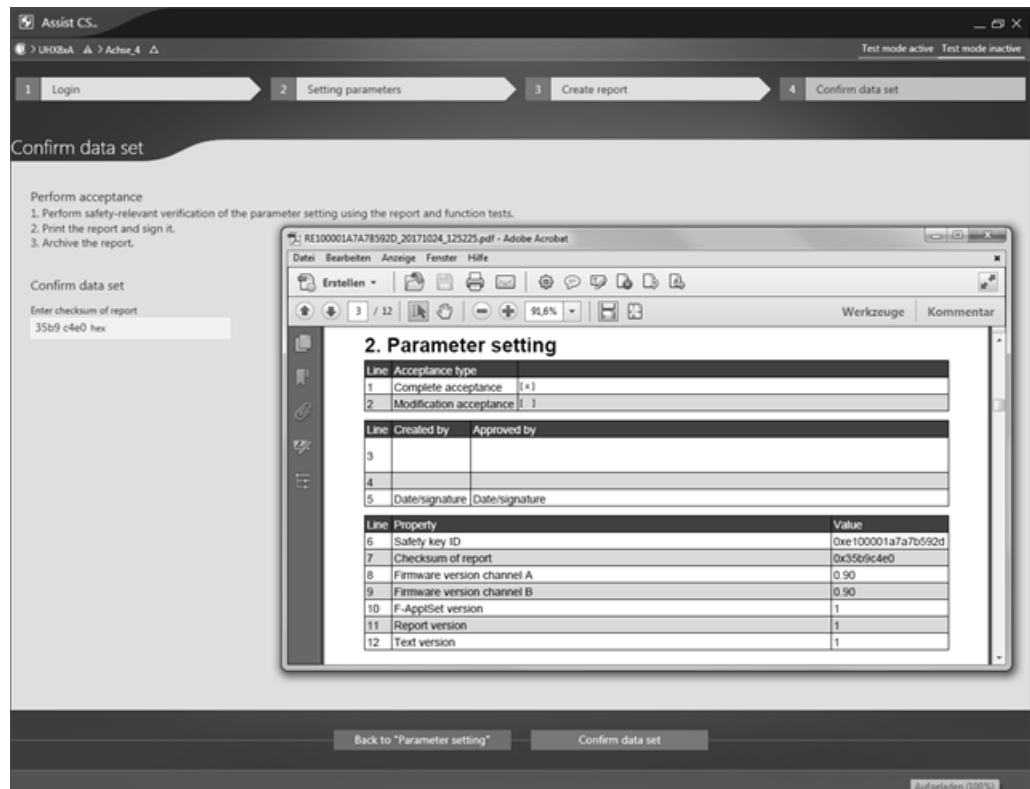 Assist CS..
> UHX8xA > Achse_4
Test mode active Test mode inactive
1 Login
2 Setting parameters
3 Create report
4 Confirm data set
Confirm data set
Perform acceptance
1. Perform safety-relevant verification of the parameter setting using the report and function tests.
2. Print the report and sign it.
3. Archive the report.
Confirm data set
Enter checksum of report
35b9 c4e0 hex
RE100001A7A78592D_20171024_125225.pdf - Adobe Acrobat
Datei Bearbeiten Anzeige Fenster Hilfe
Erstellen
3 / 12 91,6% Werkzeuge Kommentar
2. Parameter setting
Line Acceptance type
1 Complete acceptance [×]
2 Modification acceptance [ ]
Line Created by Approved by
3
4
5 Date/signature Date/signature
Line Property Value
6 Safety key ID 0xe100001a7a7b592d
7 Checksum of report 0x35b9c4e0
8 Firmware version channel A 0.90
9 Firmware version channel B 0.90
10 F-ApplSet version 1
11 Report version 1
12 Text version 1
Back to "Parameter setting"
Confirm data set
Aufgeladen (100%)